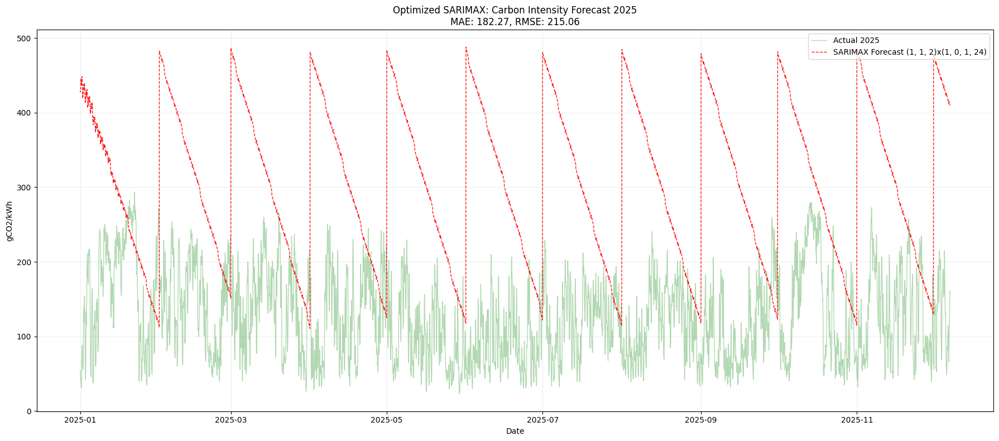 Optimized SARIMAX: Carbon Intensity Forecast 2025
MAE: 182.27, RMSE: 215.06
Actual 2025
SARIMAX Forecast (1, 1, 2)x(1, 0, 1, 24)
gCO2/kWh
500
400
300
200
100
0
2025-01
2025-03
2025-05
2025-07
2025-09
2025-11
Date